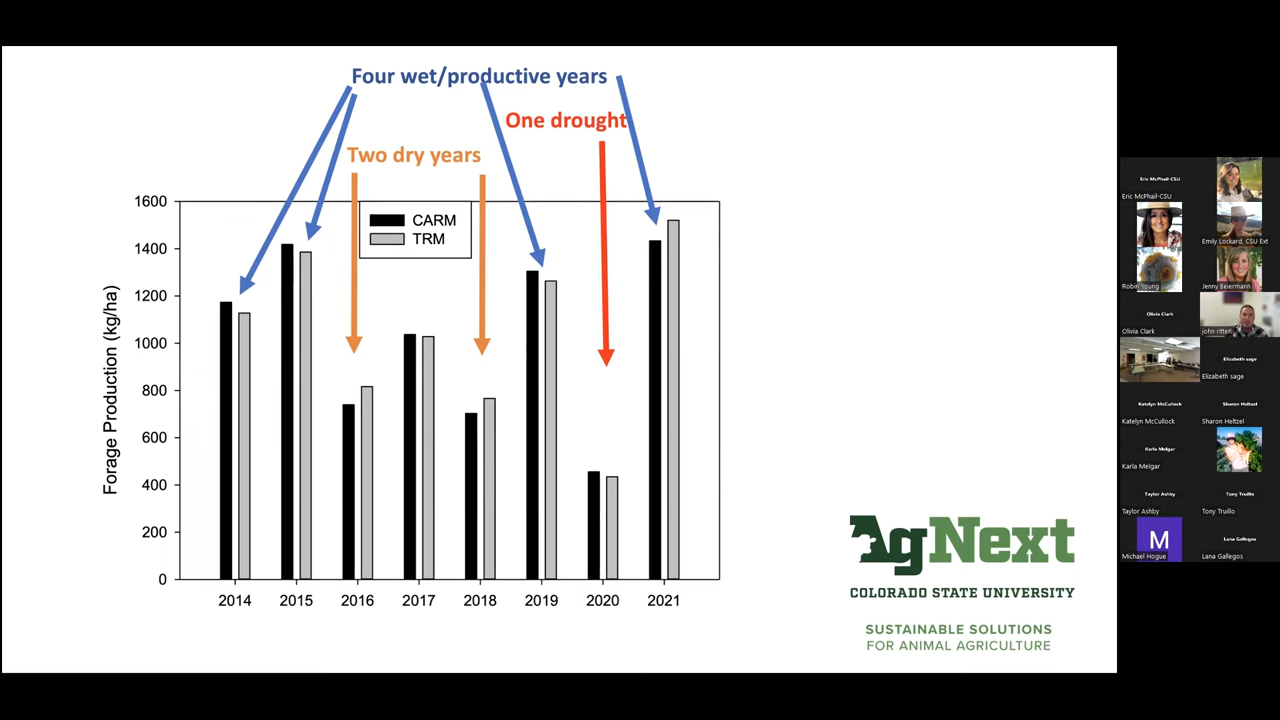 Four wet/productive years
One drought
Two dry years
1600
1400
1200
1000
800
600
400
200
0
Forage Production (kg/ha)
CARM
TRM
2014 2015 2016 2017 2018 2019 2020 2021
AgNext
COLORADO STATE UNIVERSITY
SUSTAINABLE SOLUTIONS
FOR ANIMAL AGRICULTURE
Eric McPhail-CSU
Eric McPhail-CSU
Emily Lockard, CSU Ext
Robin Young
Jenny Beiermann
Olivia Clark
Olivia Clark
john ritten
Elizabeth sage
Elizabeth sage
Katelyn McCullock
Sharon Heltzel
Katelyn McCullock
Sharon Heltzel
Karla Melgar
Karla Melgar
Taylor Ashby
Tony Truillo
Taylor Ashby
Tony Truillo
M
Michael Hogue
Lana Gallegos
Lana Gallegos